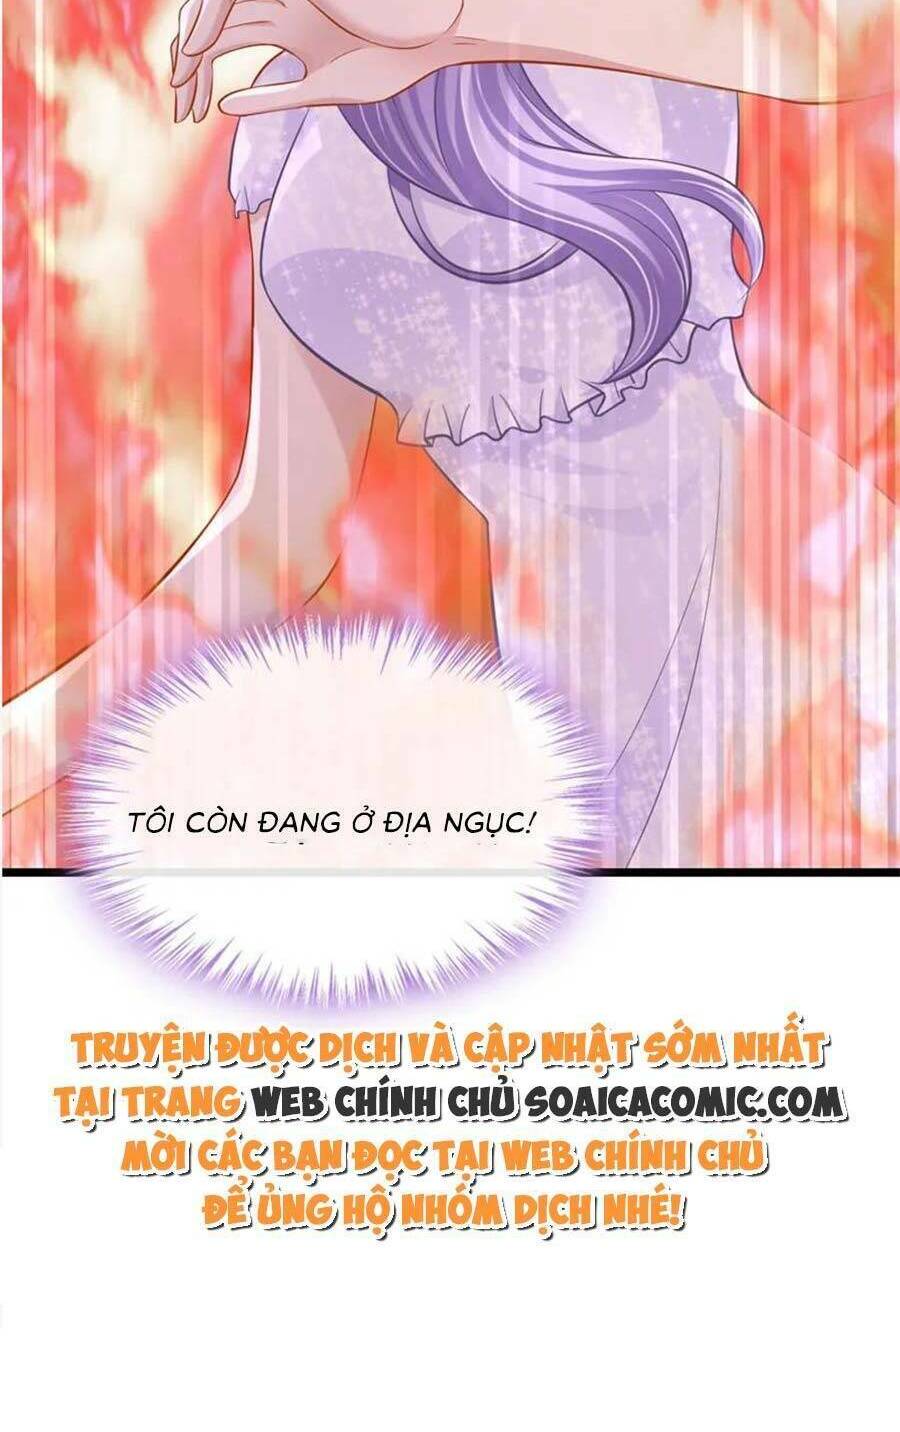 TÔI CÒN ĐANG Ở ĐỊA NGỤC!
TRUYỆN ĐƯỢC DỊCH VÀ CẬP NHẬT SỚM NHẤT
TẠI TRANG WEB CHÍNH CHỦ SOAICACOMIC.COM
MỜI CÁC BẠN ĐỌC TẠI WEB CHÍNH CHỦ
ĐỂ ỦNG HỘ NHÓM DỊCH NHÉ!